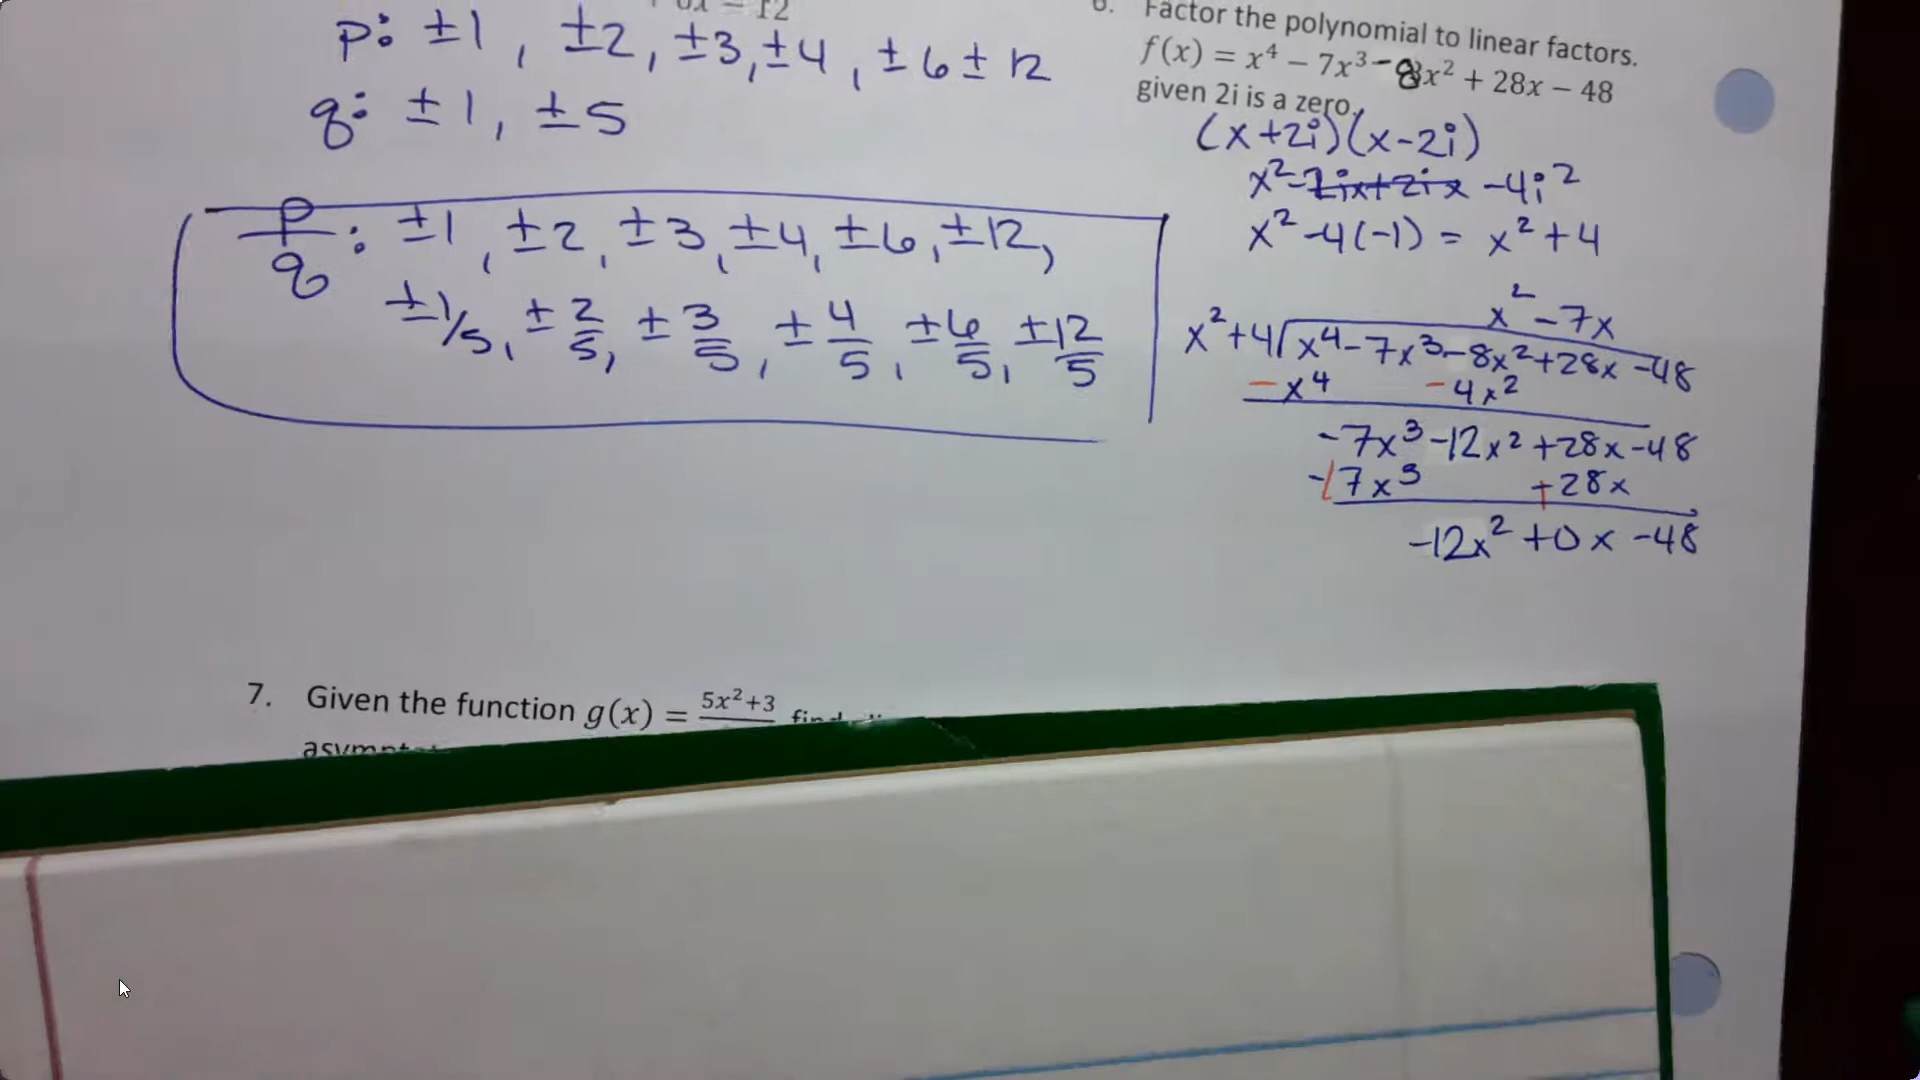 p: ±1, ±2, ±3, ±4, ±6 ±12
q: ±1, ±5
p/q: ±1, ±2, ±3, ±4, ±6, ±12,
±1/5, ±2/5, ±3/5, ±4/5, ±6/5, ±12/5
6. Factor the polynomial to linear factors.
f(x) = x⁴ − 7x³ − 8x² + 28x − 48
given 2i is a zero.
(x+2i)(x-2i)
x²-2ix+2ix -4i²
x² -4(-1) = x²+4
x² -7x
x²+4 x⁴-7x³-8x²+28x-48
-x⁴ -4x²
-7x³-12x²+28x-48
-7x³ +28x
-12x²+0x-48
7. Given the function g(x) = 5x²+3